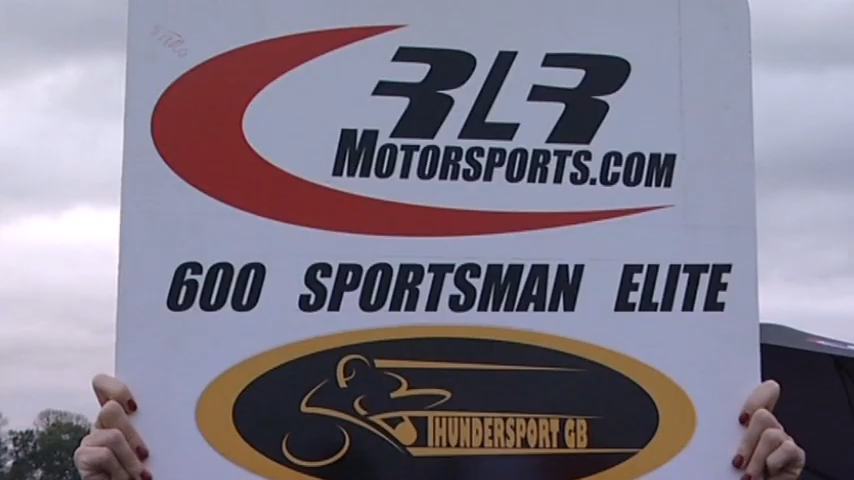 RLR
MOTORSPORTS.COM
600 SPORTSMAN ELITE
THUNDERSPORT GB